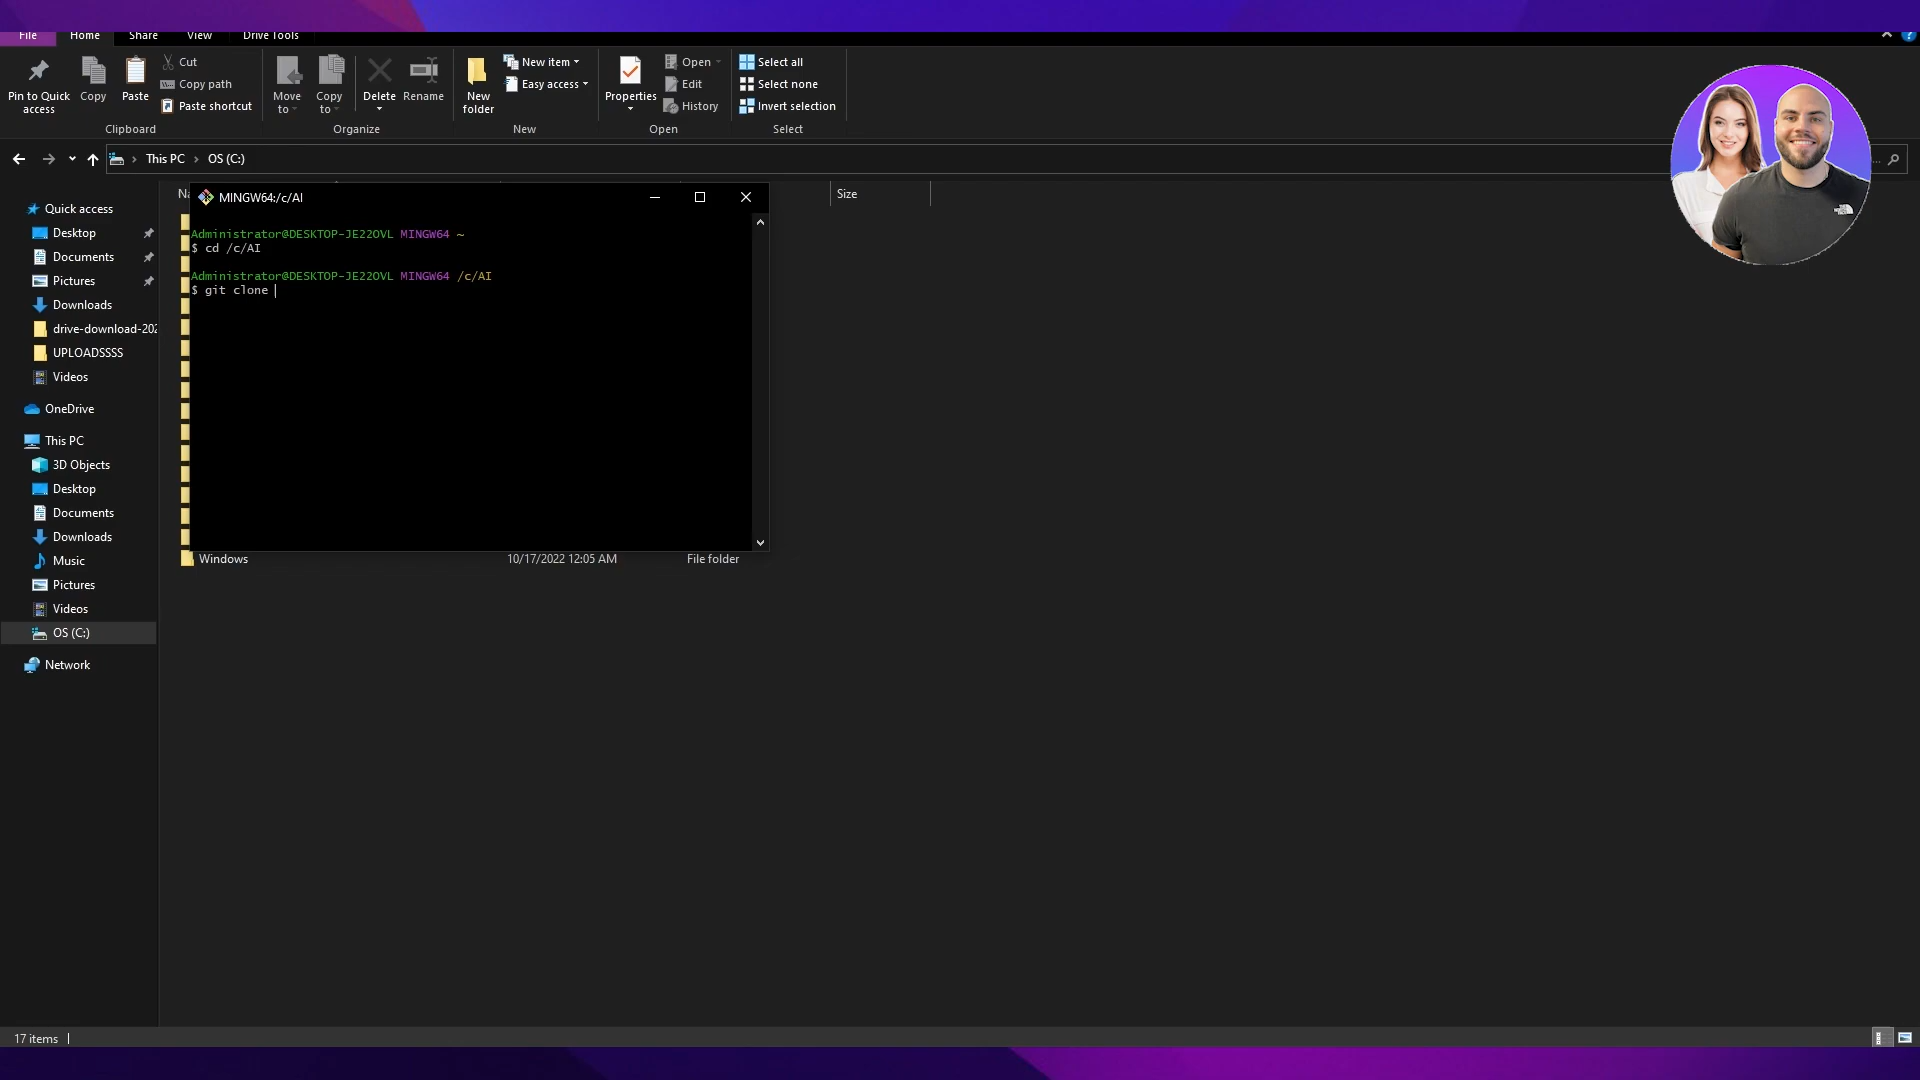 File Home Share View Drive Tools
Pin to Quick access
Copy
Paste
Cut
Copy path
Paste shortcut
Clipboard
Move to
Copy to
Delete
Rename
Organize
New folder
New item
Easy access
New
Properties
Open
Edit
History
Open
Select all
Select none
Invert selection
Select
This PC › OS (C:)
Size
Quick access
Desktop
Documents
Pictures
Downloads
drive-download-202
UPLOADSSSS
Videos
OneDrive
This PC
3D Objects
Desktop
Documents
Downloads
Music
Pictures
Videos
OS (C:)
Network
MINGW64:/c/AI
Administrator@DESKTOP-JE22OVL MINGW64 ~
$ cd /c/AI
Administrator@DESKTOP-JE22OVL MINGW64 /c/AI
$ git clone
Windows 10/17/2022 12:05 AM File folder
17 items